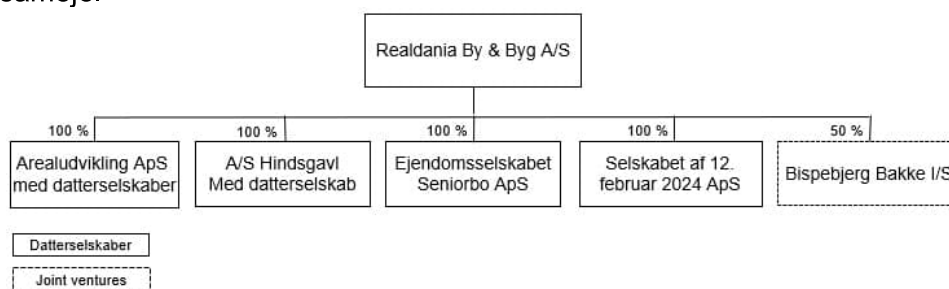 Realdania By & Byg A/S
100 %
100 %
100 %
100 %
50 %
Arealudvikling ApS
med datterselskaber
A/S Hindsgavl
Med datterselskab
Ejendomsselskabet
Seniorbo ApS
Selskabet af 12.
februar 2024 ApS
Bispebjerg Bakke I/S
Datterselskaber
Joint ventures